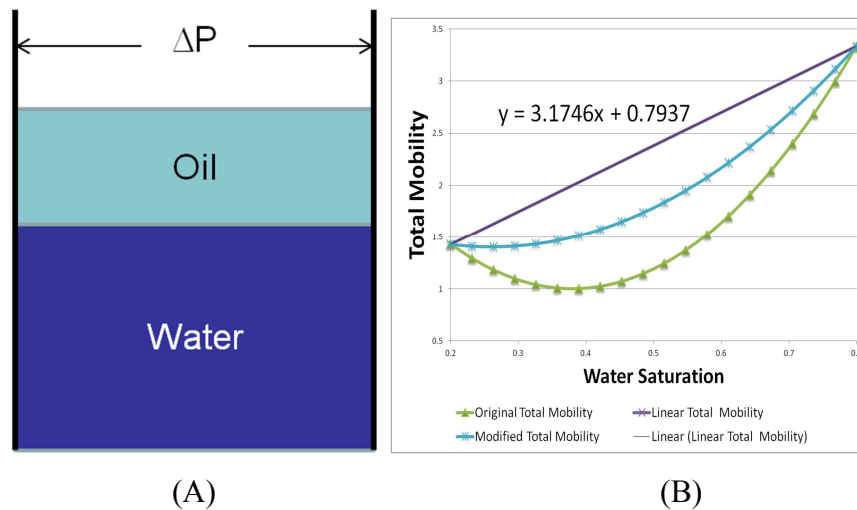 ΔP
Oil
Water
(A)
3.5
3
2.5
2
1.5
1
0.5
Total Mobility
y = 3.1746x + 0.7937
0.2
0.3
0.4
0.5
0.6
0.7
Water Saturation
Original Total Mobility
Linear Total Mobility
Modified Total Mobility
Linear (Linear Total Mobility)
(B)